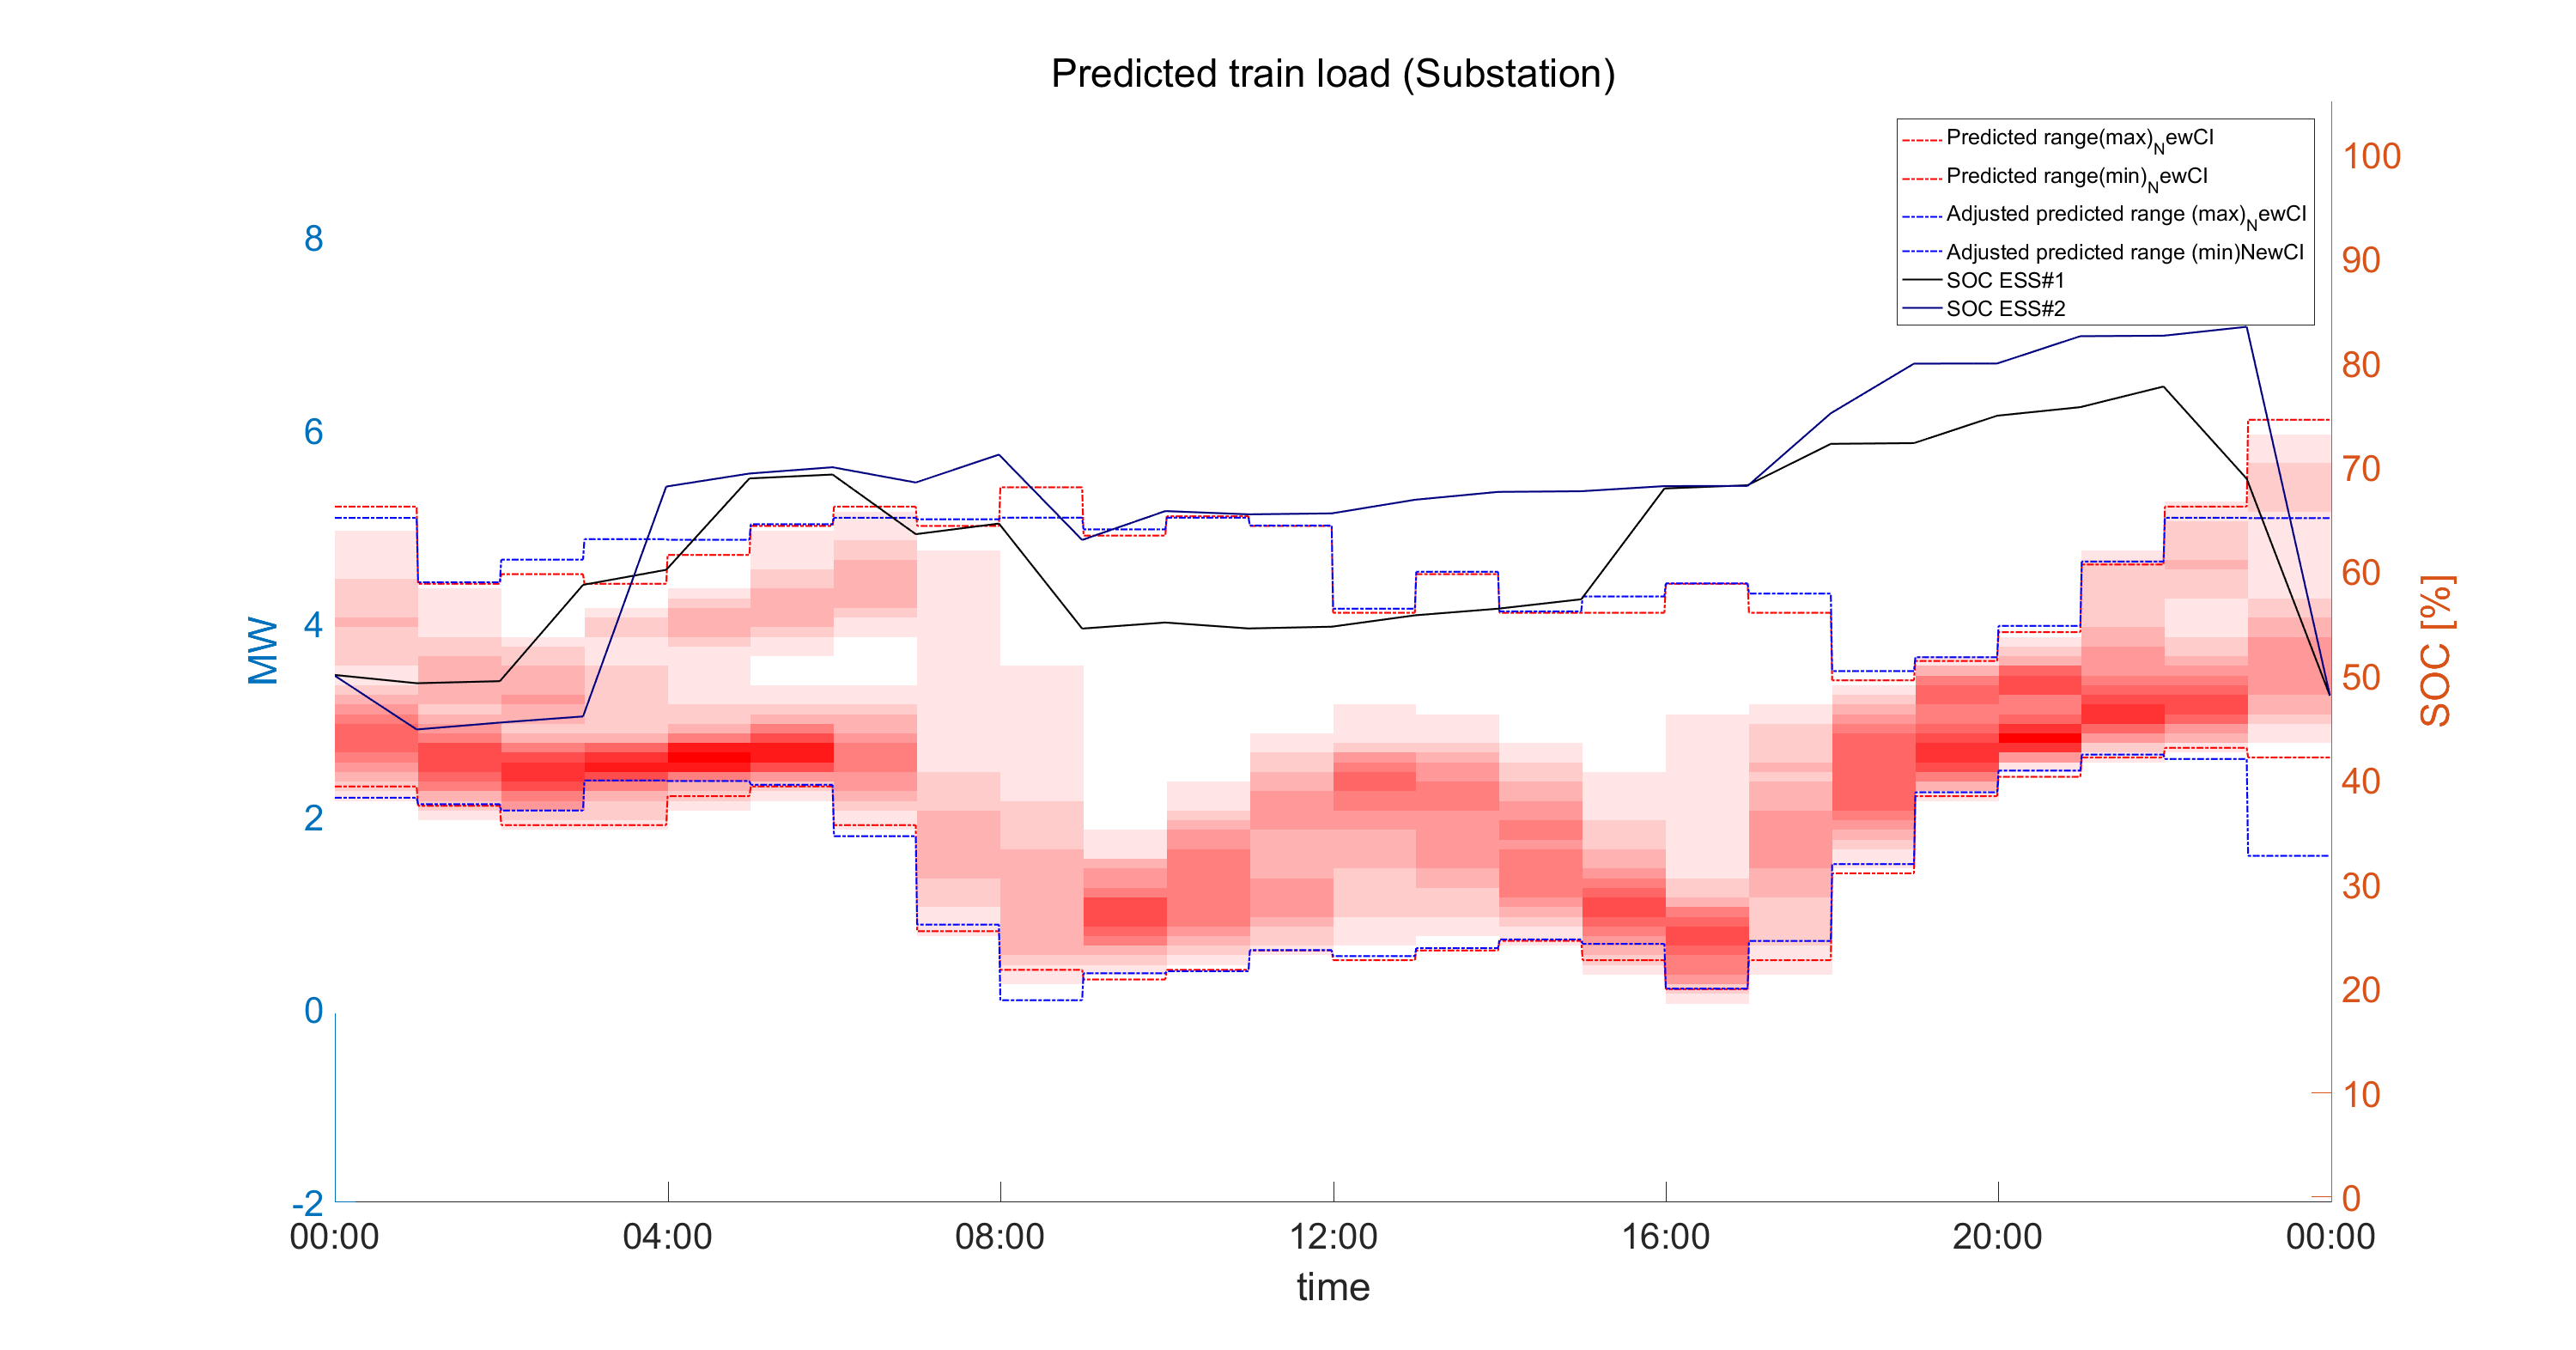 Predicted train load (Substation)
Predicted range(max)_NewCI
Predicted range(min)_NewCI
Adjusted predicted range (max)_NewCI
Adjusted predicted range (min)NewCI
SOC ESS#1
SOC ESS#2
8
6
4
2
0
-2
MW
100
90
80
70
60
50
40
30
20
10
0
SOC [%]
00:00 04:00 08:00 12:00 16:00 20:00 00:00
time